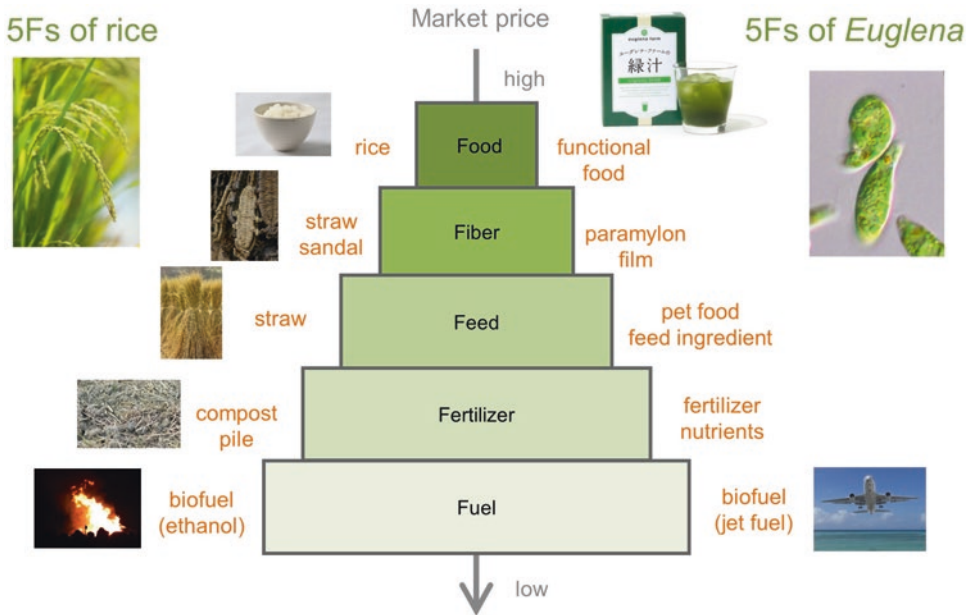 5Fs of rice
Market price
5Fs of Euglena
high
euglena farm
緑汁
rice
Food
functional
food
straw
sandal
Fiber
paramylon
film
straw
Feed
pet food
feed ingredient
compost
pile
Fertilizer
fertilizer
nutrients
biofuel
(ethanol)
Fuel
biofuel
(jet fuel)
low